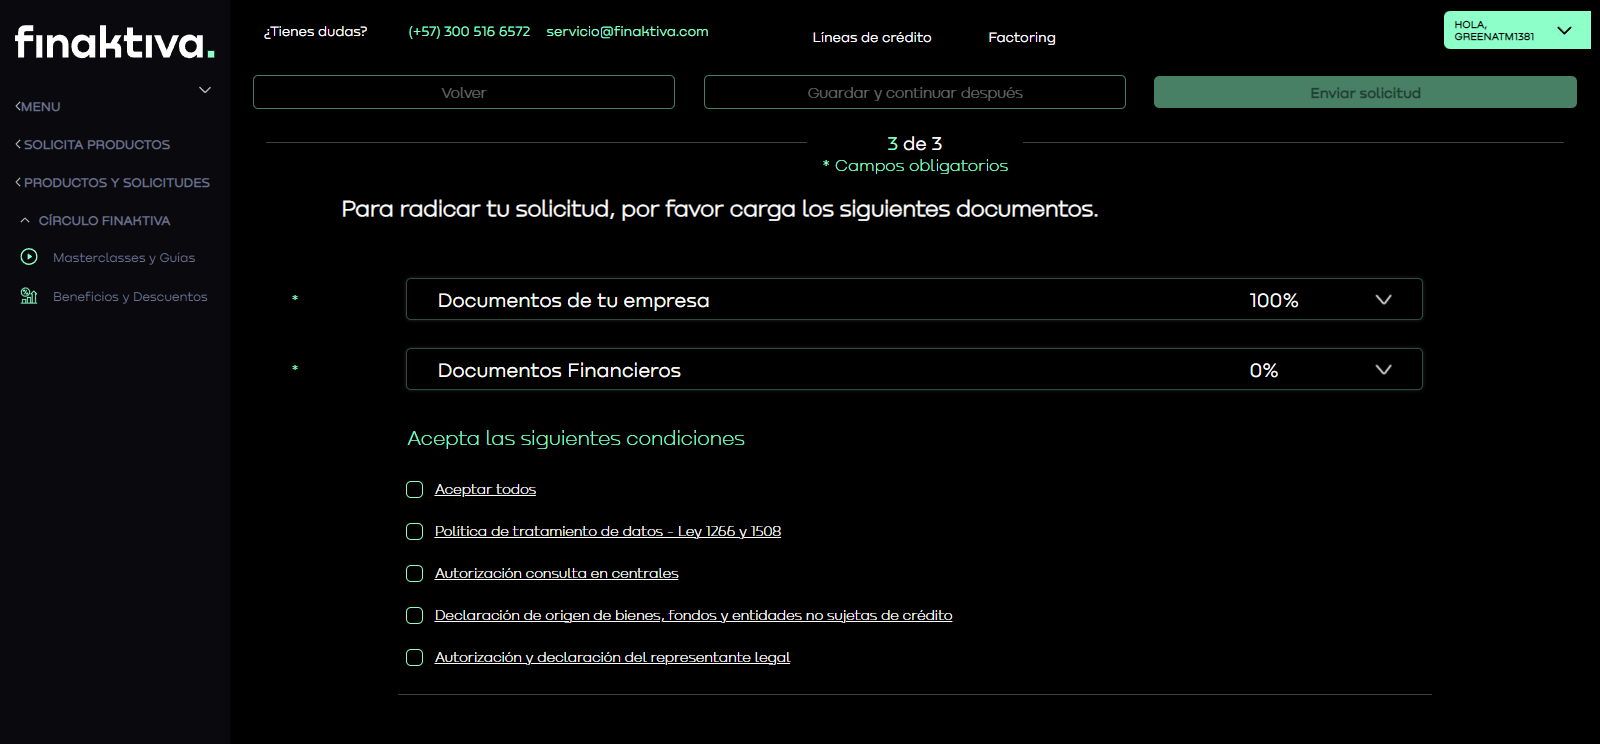 finaktiva.
¿Tienes dudas? (+57) 300 516 6572 servicio@finaktiva.com Líneas de crédito Factoring
HOLA,
GREENATM1381
MENU
SOLICITA PRODUCTOS
PRODUCTOS Y SOLICITUDES
CÍRCULO FINAKTIVA
Masterclasses y Guías
Beneficios y Descuentos
Volver Guardar y continuar después Enviar solicitud
3 de 3
* Campos obligatorios
Para radicar tu solicitud, por favor carga los siguientes documentos.
* Documentos de tu empresa 100%
* Documentos Financieros 0%
Acepta las siguientes condiciones
Aceptar todos
Política de tratamiento de datos - Ley 1266 y 1508
Autorización consulta en centrales
Declaración de origen de bienes, fondos y entidades no sujetas de crédito
Autorización y declaración del representante legal